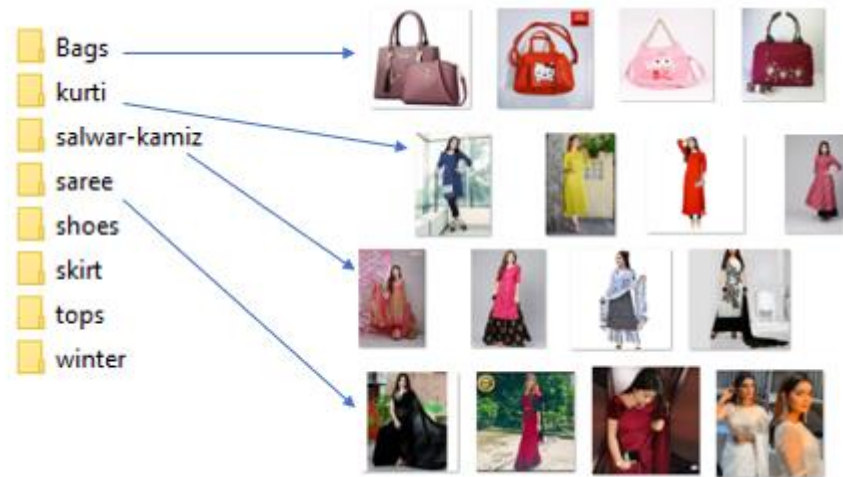 Bags
kurti
salwar-kamiz
saree
shoes
skirt
tops
winter